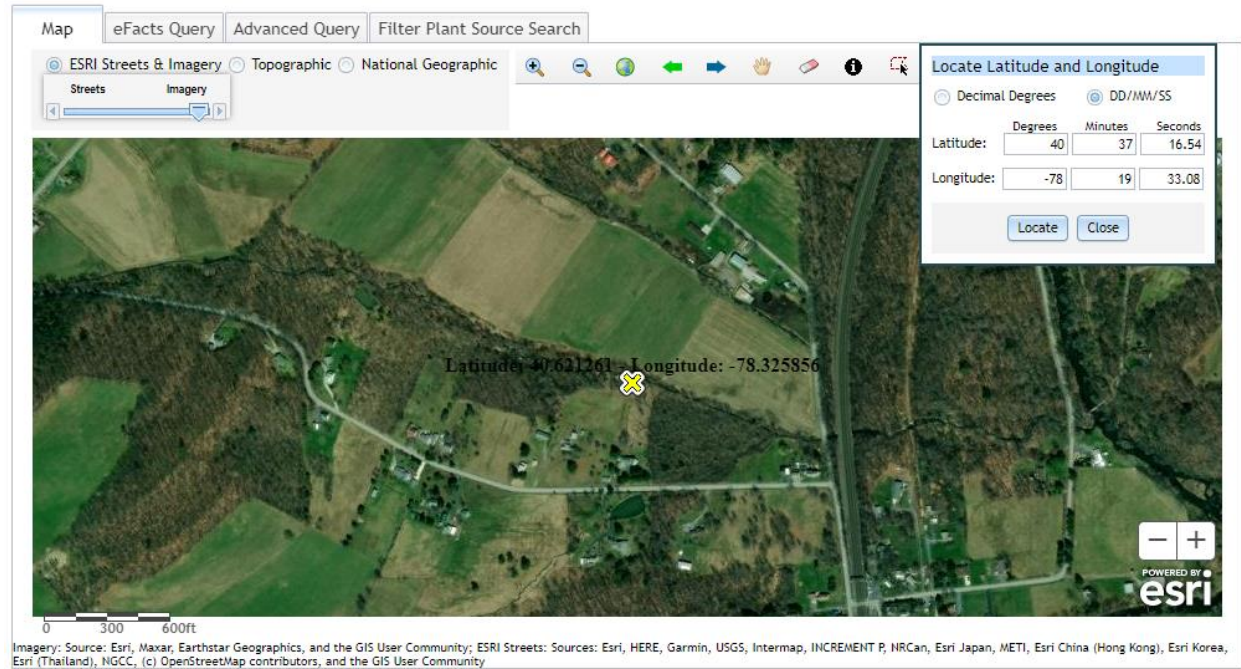 Map eFacts Query Advanced Query Filter Plant Source Search
ESRI Streets & Imagery Topographic National Geographic
Streets Imagery
Locate Latitude and Longitude
Decimal Degrees DD/MM/SS
Degrees Minutes Seconds
Latitude: 40 37 16.54
Longitude: -78 19 33.08
Locate Close
Latitude: 40.621261 Longitude: -78.325856
POWERED BY
esri
0 300 600ft
Imagery: Source: Esri, Maxar, Earthstar Geographics, and the GIS User Community; ESRI Streets: Sources: Esri, HERE, Garmin, USGS, Intermap, INCREMENT P, NRCan, Esri Japan, METI, Esri China (Hong Kong), Esri Korea,
Esri (Thailand), NGCC, (c) OpenStreetMap contributors, and the GIS User Community